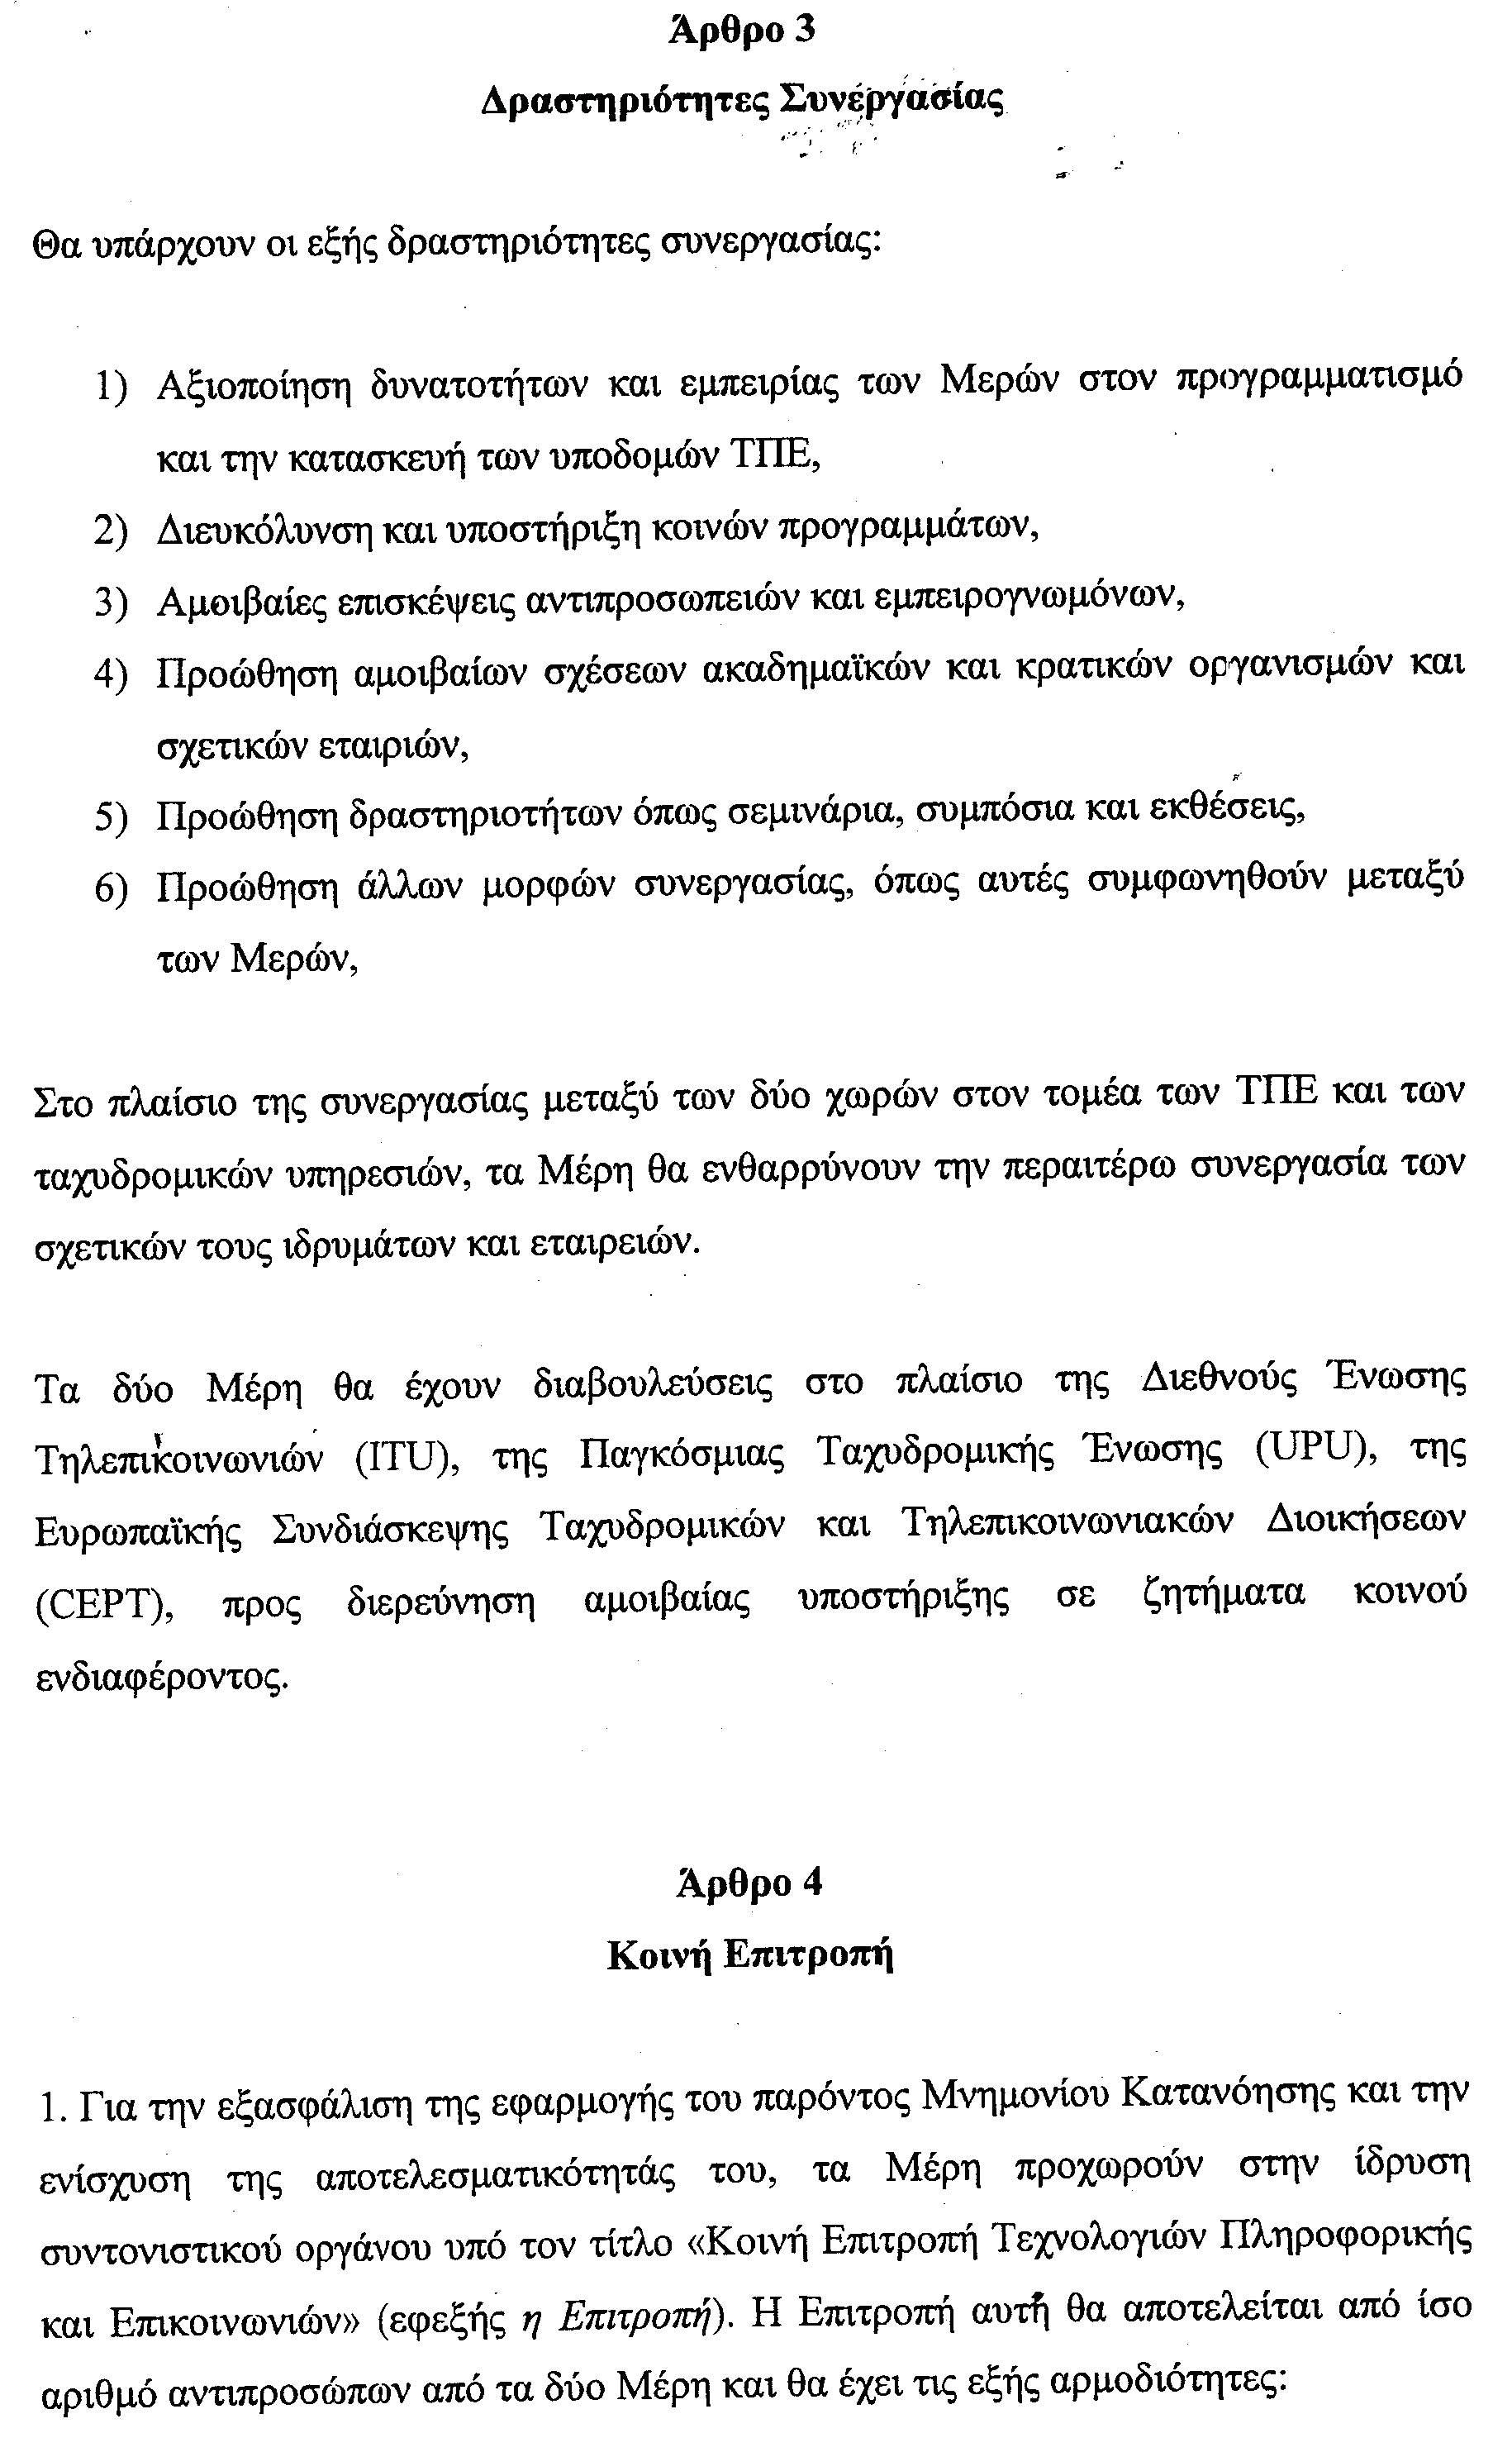 Άρθρο 3
Δραστηριότητες Συνεργασίας
Θα υπάρχουν οι εξής δραστηριότητες συνεργασίας:
1) Αξιοποίηση δυνατοτήτων και εμπειρίας των Μερών στον προγραμματισμό
και την κατασκευή των υποδομών ΤΠΕ,
2) Διευκόλυνση και υποστήριξη κοινών προγραμμάτων,
3) Αμοιβαίες επισκέψεις αντιπροσωπειών και εμπειρογνωμόνων,
4) Προώθηση αμοιβαίων σχέσεων ακαδημαϊκών και κρατικών οργανισμών και
σχετικών εταιριών,
5) Προώθηση δραστηριοτήτων όπως σεμινάρια, συμπόσια και εκθέσεις,
6) Προώθηση άλλων μορφών συνεργασίας, όπως αυτές συμφωνηθούν μεταξύ
των Μερών,
Στο πλαίσιο της συνεργασίας μεταξύ των δύο χωρών στον τομέα των ΤΠΕ και των
ταχυδρομικών υπηρεσιών, τα Μέρη θα ενθαρρύνουν την περαιτέρω συνεργασία των
σχετικών τους ιδρυμάτων και εταιρειών.
Τα δύο Μέρη θα έχουν διαβουλεύσεις στο πλαίσιο της Διεθνούς Ένωσης
Τηλεπικοινωνιών (ITU), της Παγκόσμιας Ταχυδρομικής Ένωσης (UPU), της
Ευρωπαϊκής Συνδιάσκεψης Ταχυδρομικών και Τηλεπικοινωνιακών Διοικήσεων
(CEPT), προς διερεύνηση αμοιβαίας υποστήριξης σε ζητήματα κοινού
ενδιαφέροντος.
Άρθρο 4
Κοινή Επιτροπή
1. Για την εξασφάλιση της εφαρμογής του παρόντος Μνημονίου Κατανόησης και την
ενίσχυση της αποτελεσματικότητάς του, τα Μέρη προχωρούν στην ίδρυση
συντονιστικού οργάνου υπό τον τίτλο «Κοινή Επιτροπή Τεχνολογιών Πληροφορικής
και Επικοινωνιών» (εφεξής η Επιτροπή). Η Επιτροπή αυτή θα αποτελείται από ίσο
αριθμό αντιπροσώπων από τα δύο Μέρη και θα έχει τις εξής αρμοδιότητες: